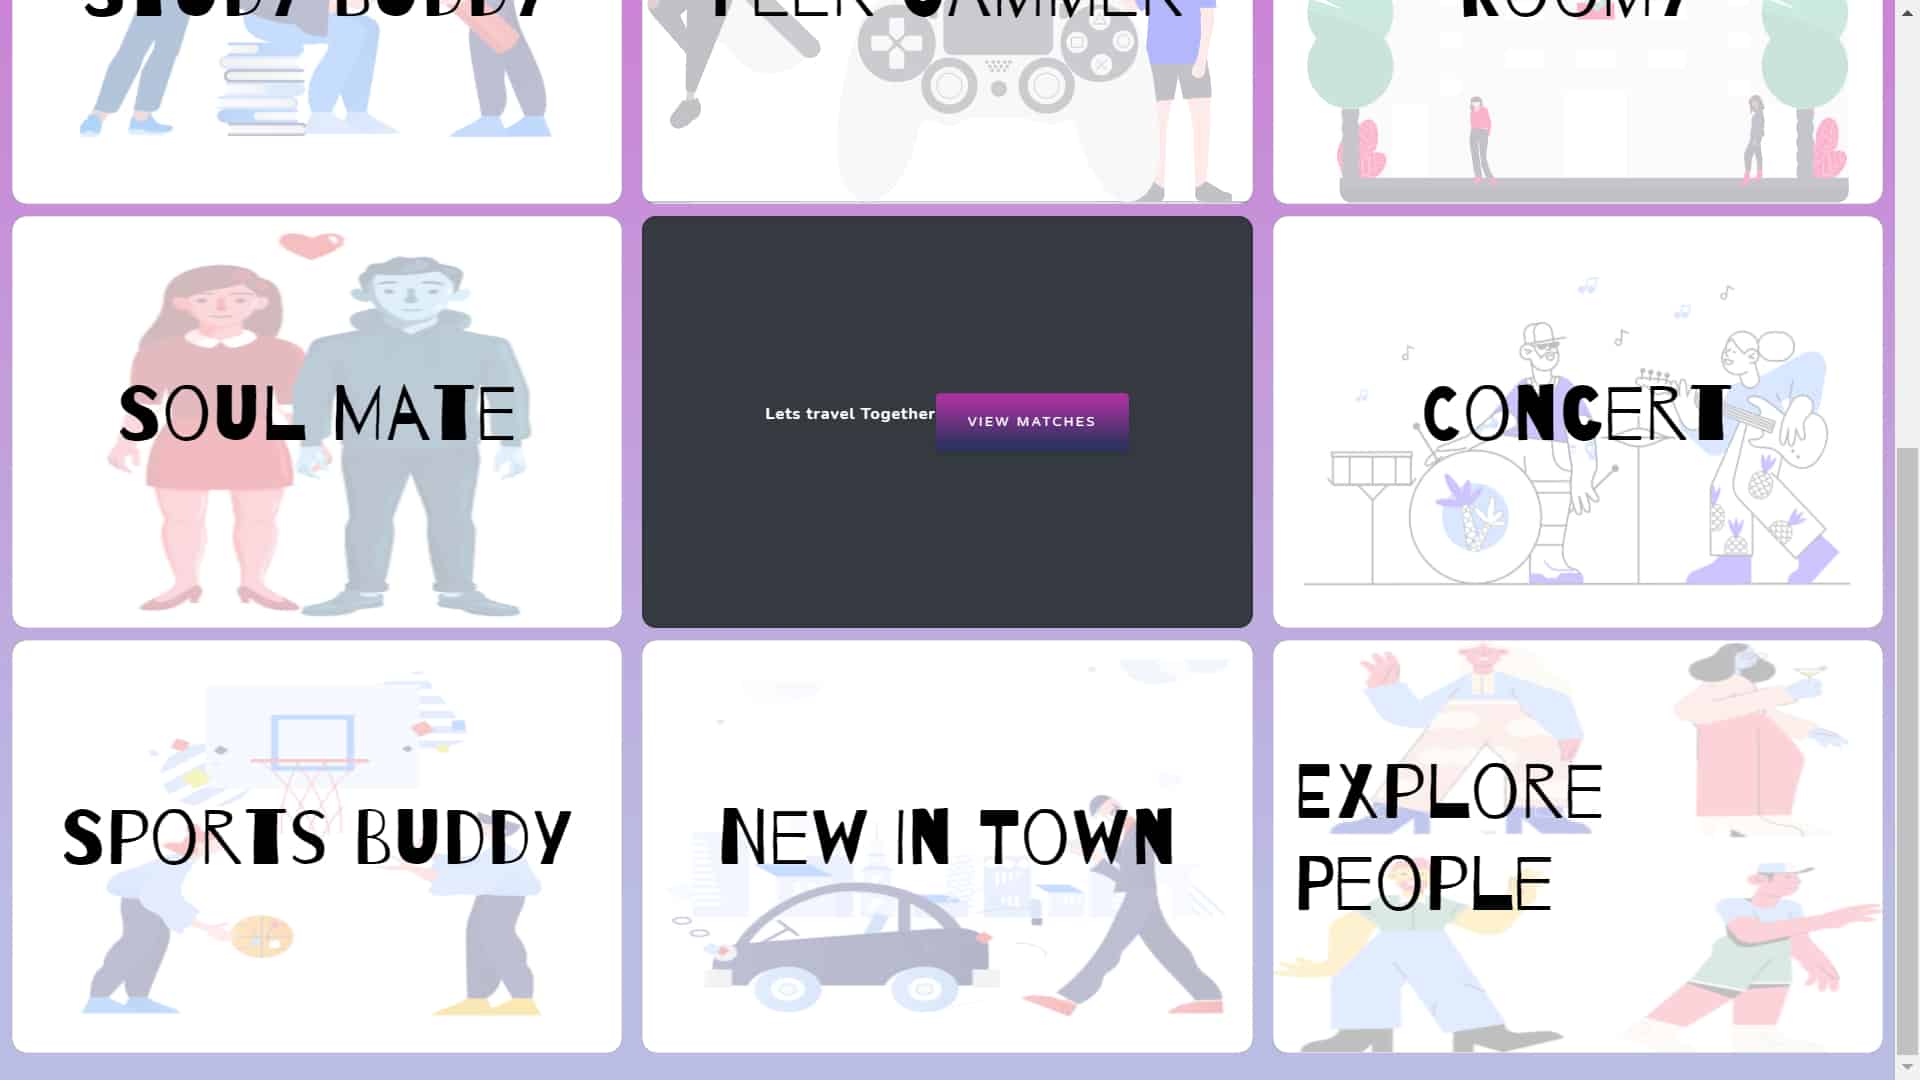 STUDY BUDDY
PEER GAMMER
ROOMY
SOUL MATE
Lets travel Together
VIEW MATCHES
CONCERT
SPORTS BUDDY
NEW IN TOWN
EXPLORE
PEOPLE